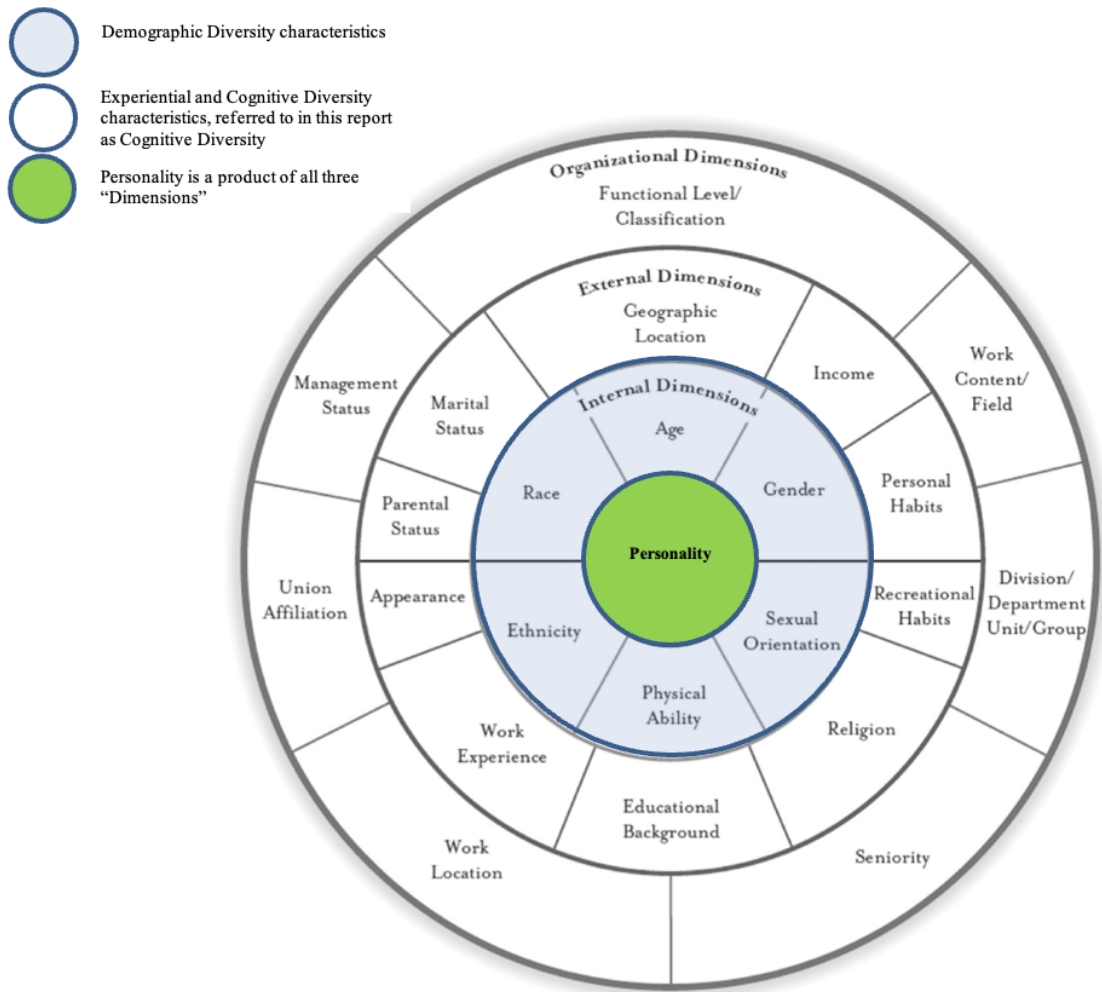 Demographic Diversity characteristics
Experiential and Cognitive Diversity
characteristics, referred to in this report
as Cognitive Diversity
Personality is a product of all three
“Dimensions”
Organizational Dimensions
Functional Level/
Classification
External Dimensions
Geographic
Location
Internal Dimensions
Age
Income
Work
Content/
Field
Management
Status
Marital
Status
Race
Gender
Personal
Habits
Parental
Status
Personality
Union
Affiliation
Appearance
Ethnicity
Sexual
Orientation
Recreational
Habits
Division/
Department
Unit/Group
Physical
Ability
Work
Experience
Religion
Educational
Background
Work
Location
Seniority